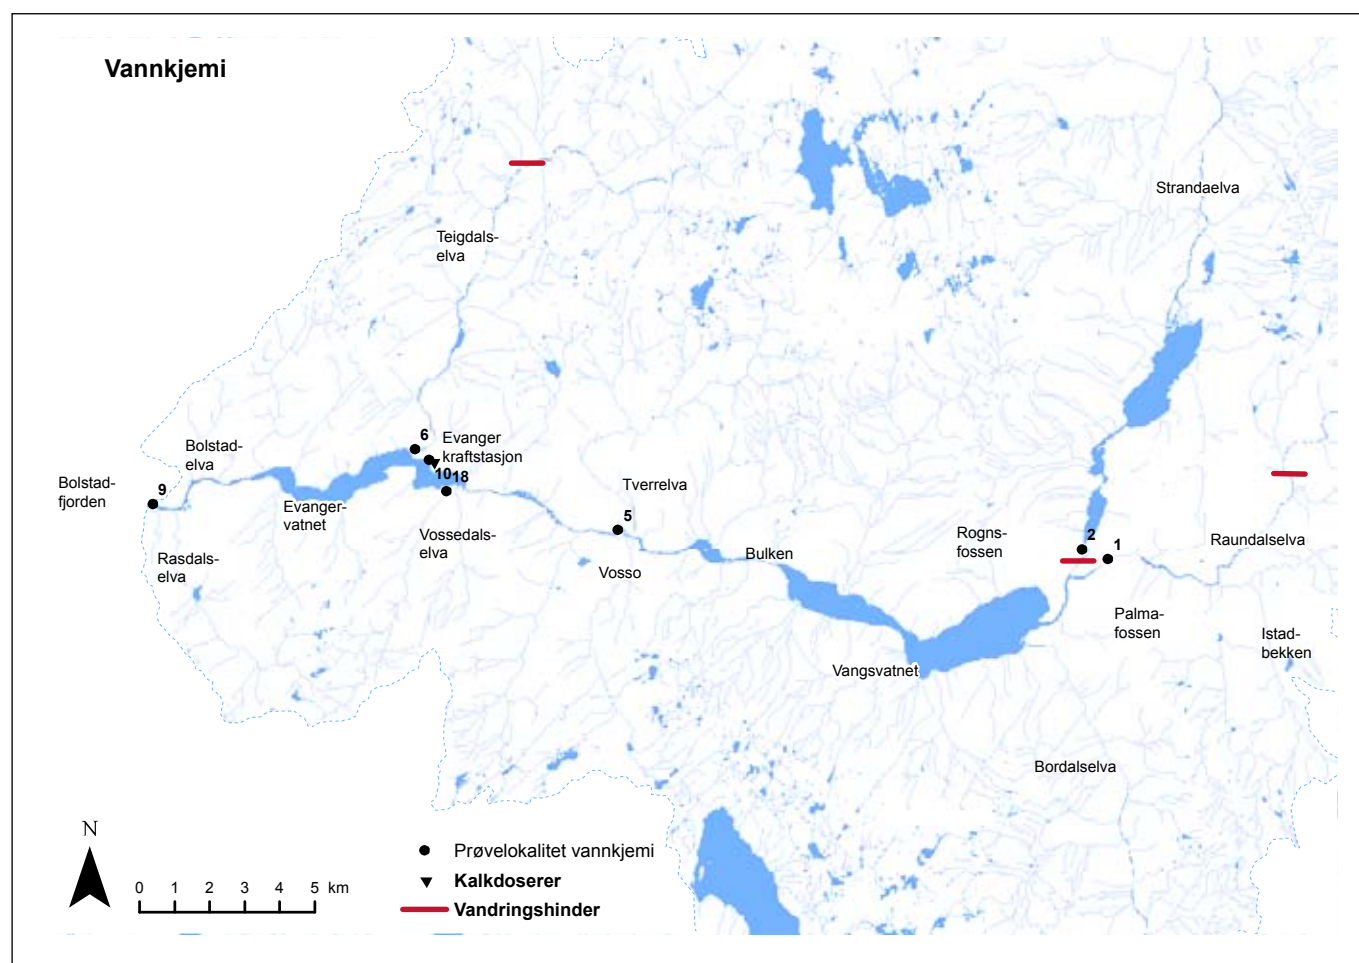 Vannkjemi
Strandaelva
Teigdals-
elva
6
Evanger
kraftstasjon
Bolstad-
elva
10
18
Bolstad-
fjorden
9
Tverrelva
Evanger-
vatnet
5
Vossedals-
elva
Rogns-
fossen
2
1
Raundalselva
Bulken
Rasdals-
elva
Vosso
Palma-
fossen
Istad-
bekken
Vangsvatnet
Bordalselva
N
0 1 2 3 4 5 km
Prøvelokalitet vannkjemi
Kalkdoserer
Vandringshinder